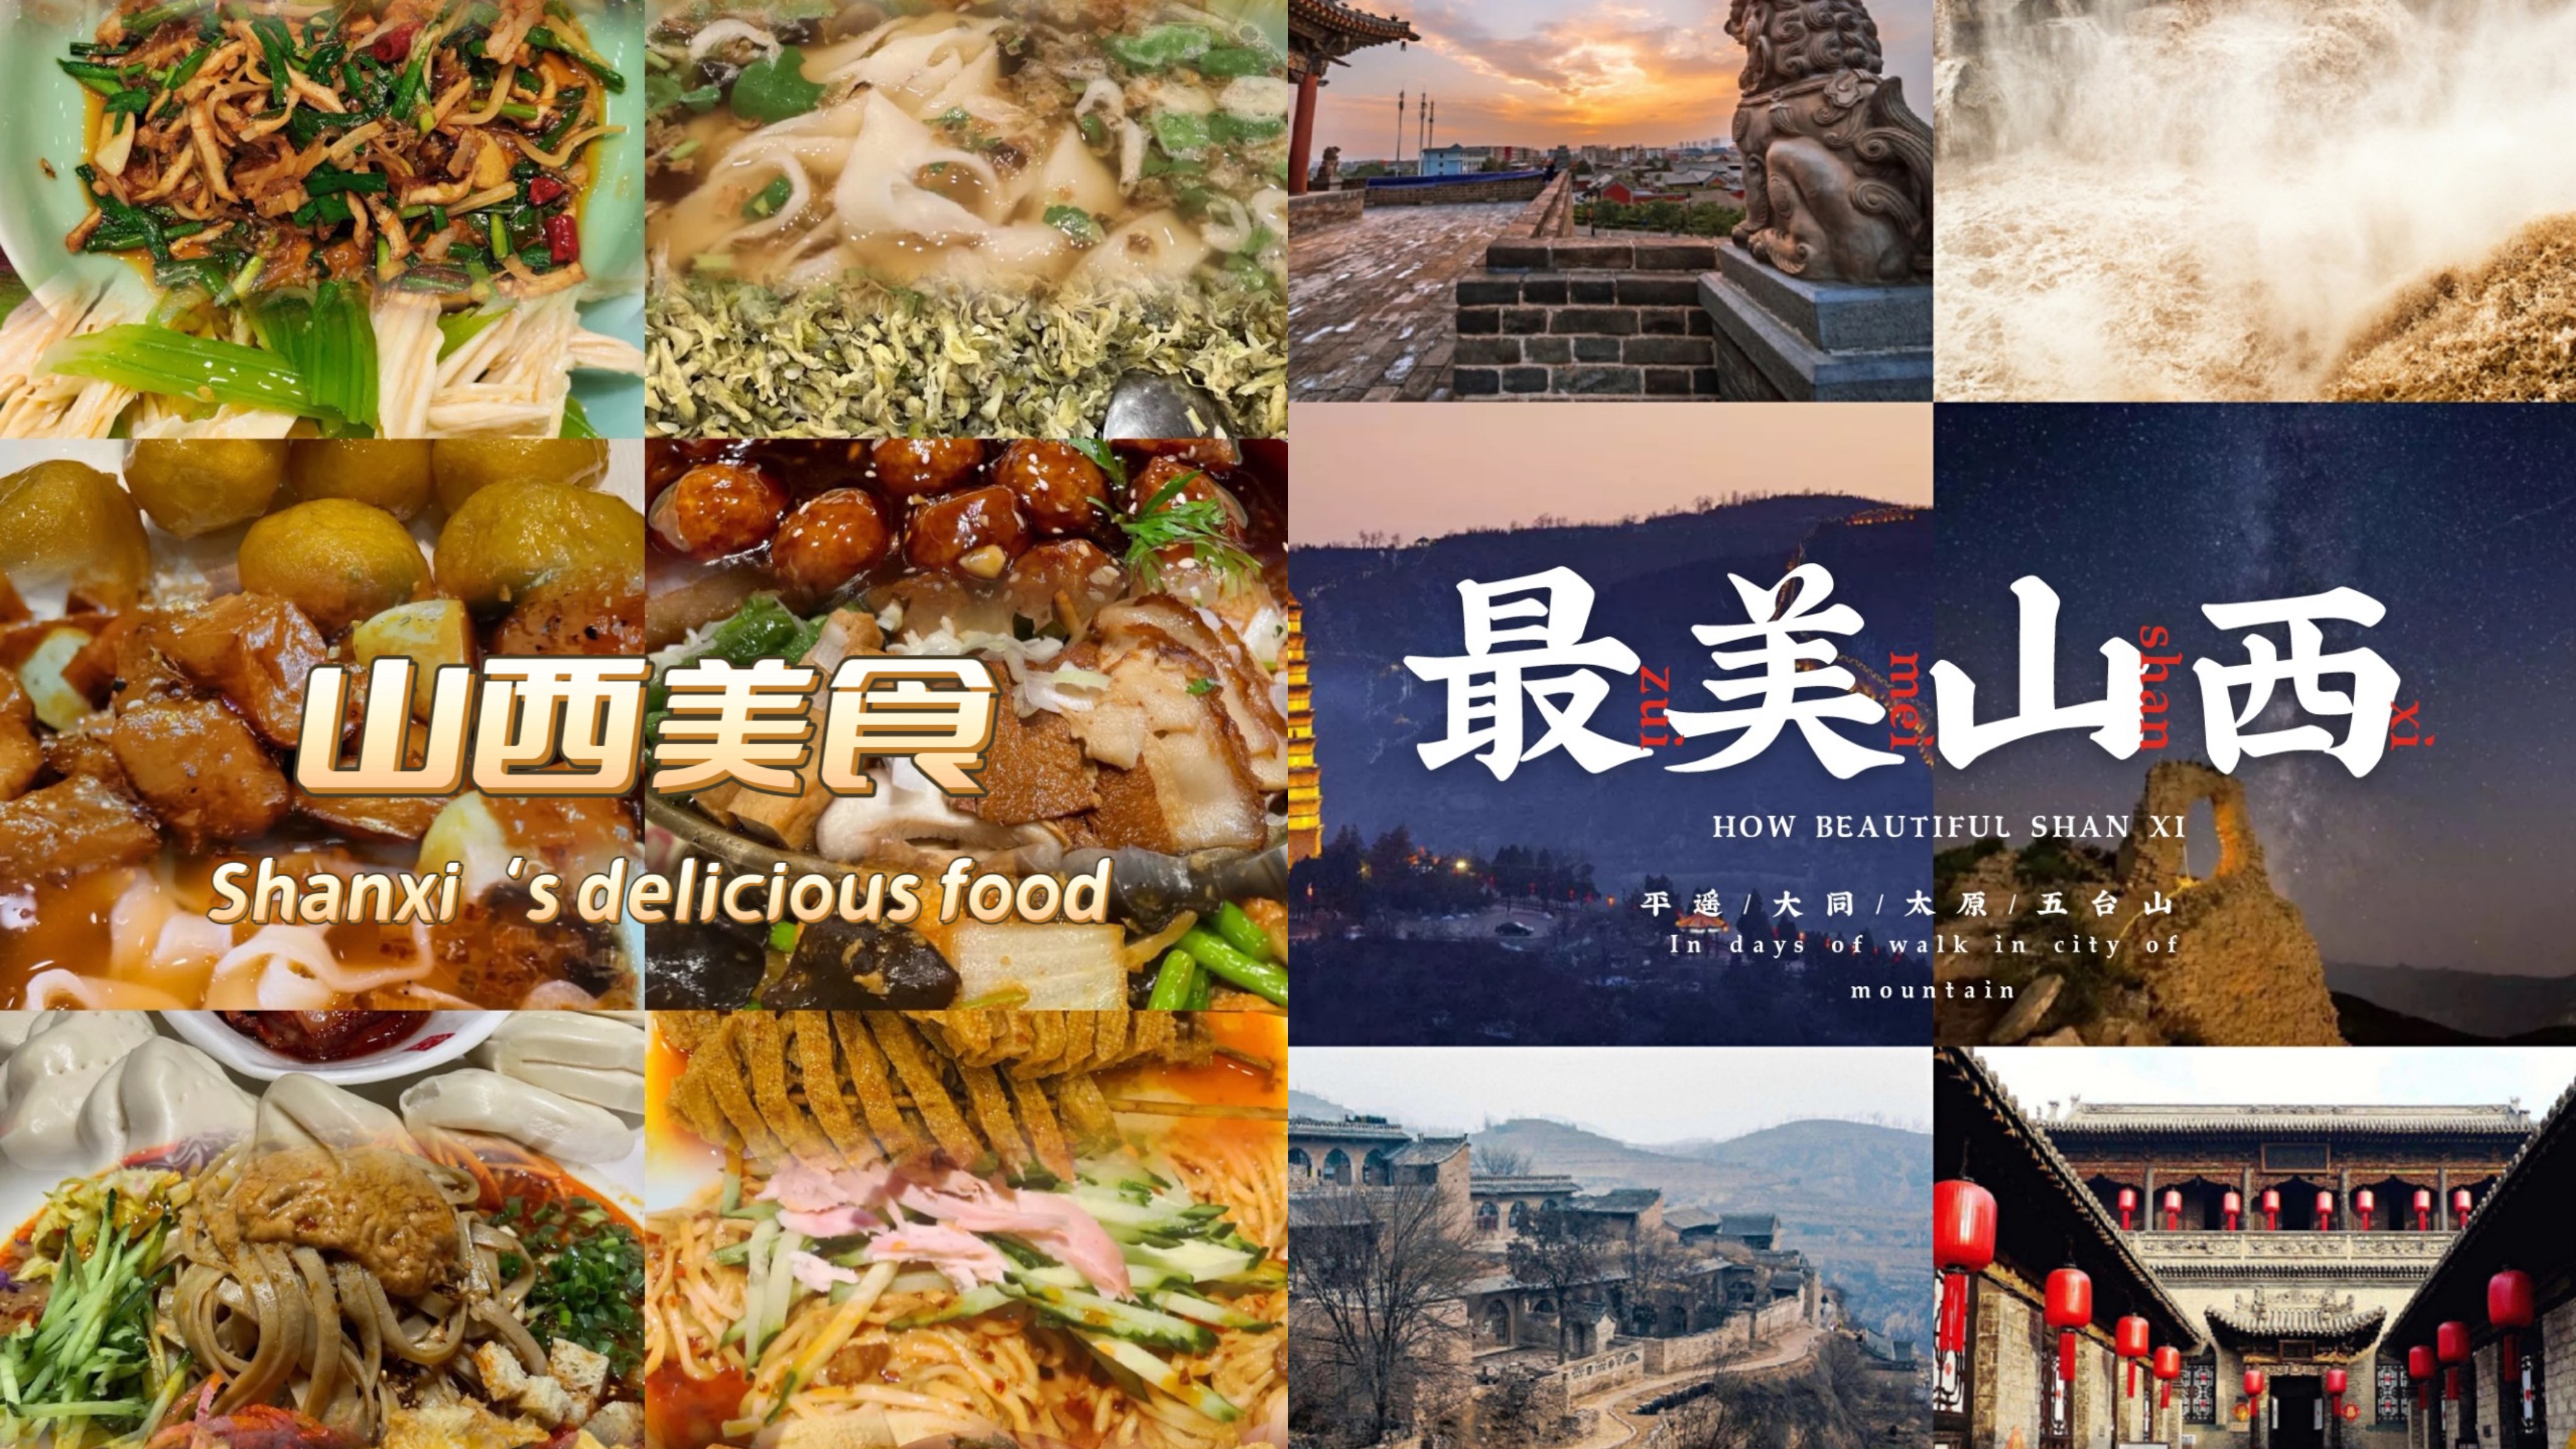 山西美食
Shanxi ‘s delicious food
最美山西
zui mei shan xi
HOW BEAUTIFUL SHAN XI
平遥/大同/太原/五台山
In days of walk in city of
mountain